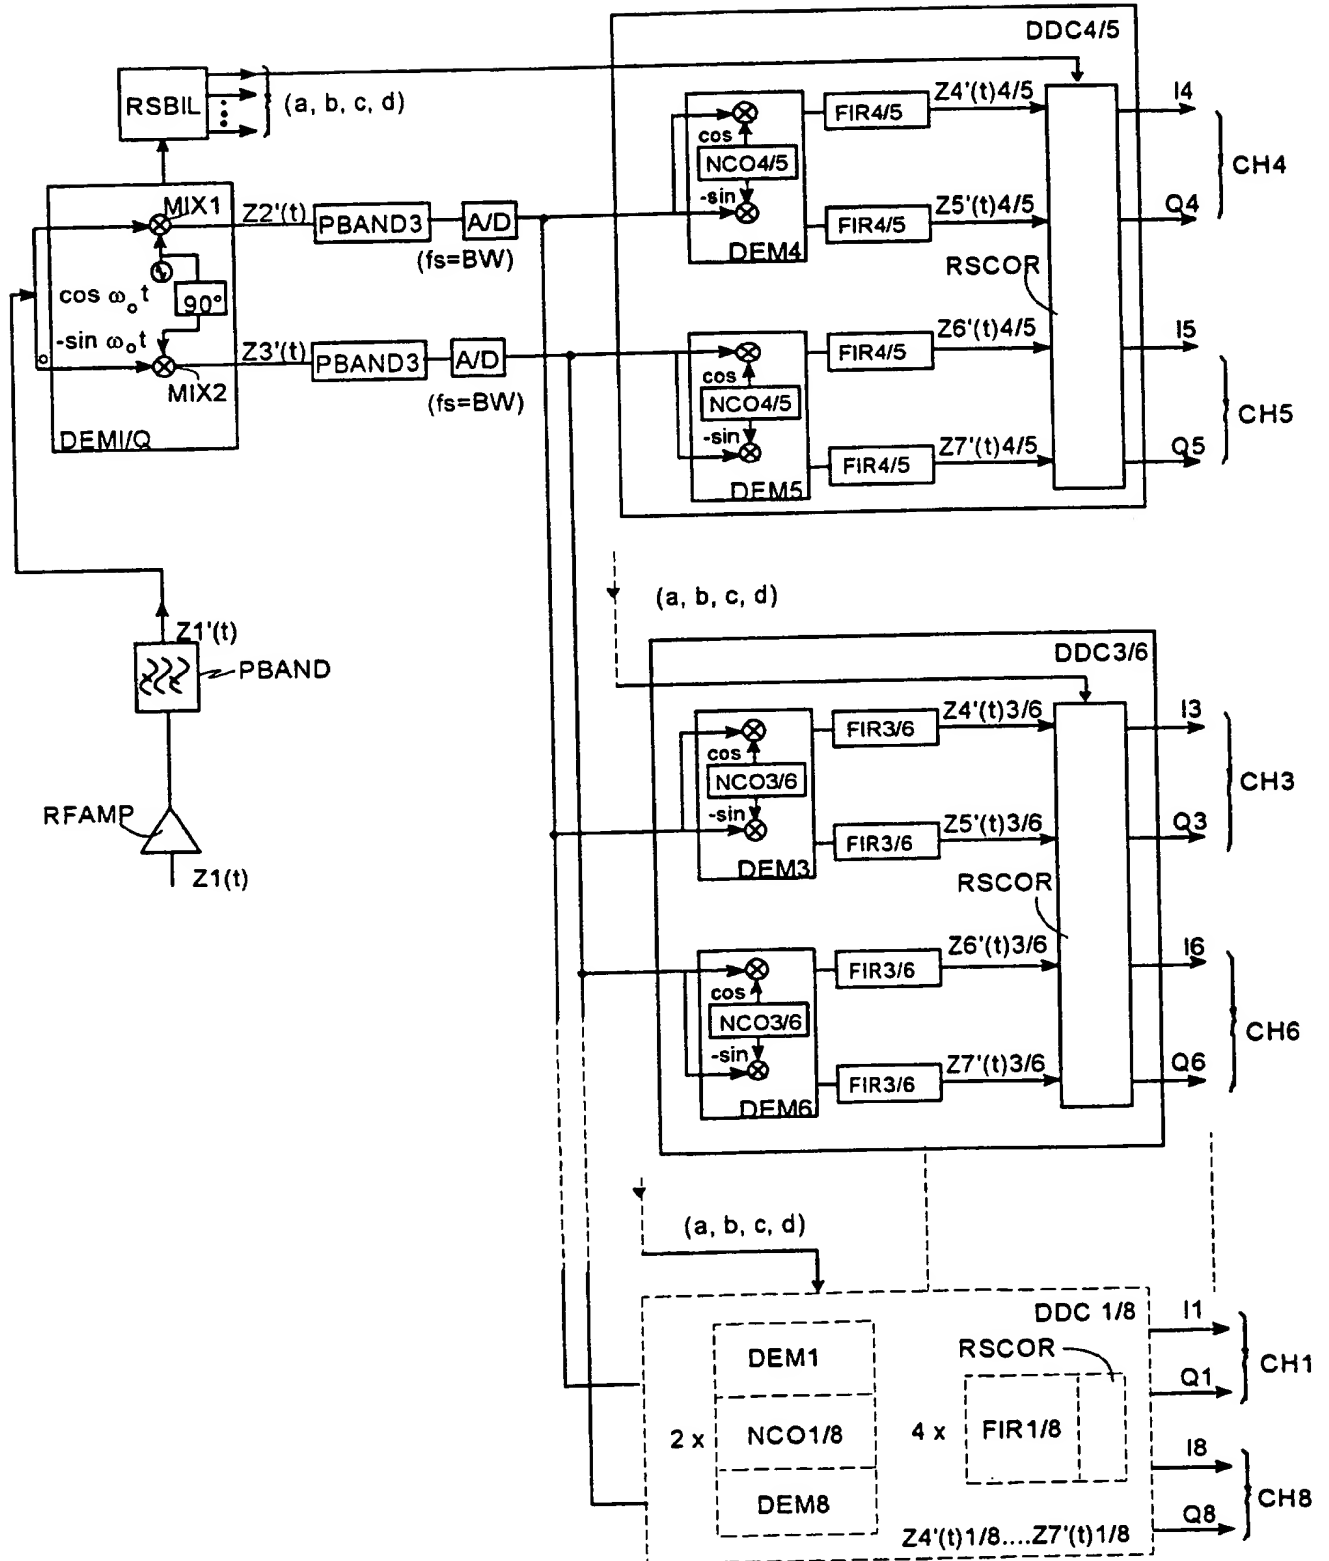 DDC4/5
RSBIL
(a, b, c, d)
Z4'(t)4/5
I4
FIR4/5
cos
NCO4/5
CH4
-sin
MIX1
Z2'(t)
PBAND3
A/D
Z5'(t)4/5
Q4
FIR4/5
DEM4
(fs=BW)
RSCOR
cos ω₀t
90°
-sin ω₀t
Z3'(t)
PBAND3
A/D
Z6'(t)4/5
I5
FIR4/5
cos
MIX2
NCO4/5
(fs=BW)
CH5
-sin
DEMI/Q
Z7'(t)4/5
Q5
FIR4/5
DEM5
(a, b, c, d)
Z1'(t)
PBAND
DDC3/6
Z4'(t)3/6
I3
FIR3/6
cos
NCO3/6
CH3
-sin
RFAMP
Z5'(t)3/6
Q3
FIR3/6
DEM3
Z1(t)
RSCOR
Z6'(t)3/6
I6
FIR3/6
cos
NCO3/6
CH6
-sin
Z7'(t)3/6
Q6
FIR3/6
DEM6
(a, b, c, d)
DDC 1/8
I1
RSCOR
DEM1
CH1
Q1
2 x
NCO1/8
4 x
FIR1/8
I8
DEM8
CH8
Q8
Z4'(t)1/8....Z7'(t)1/8